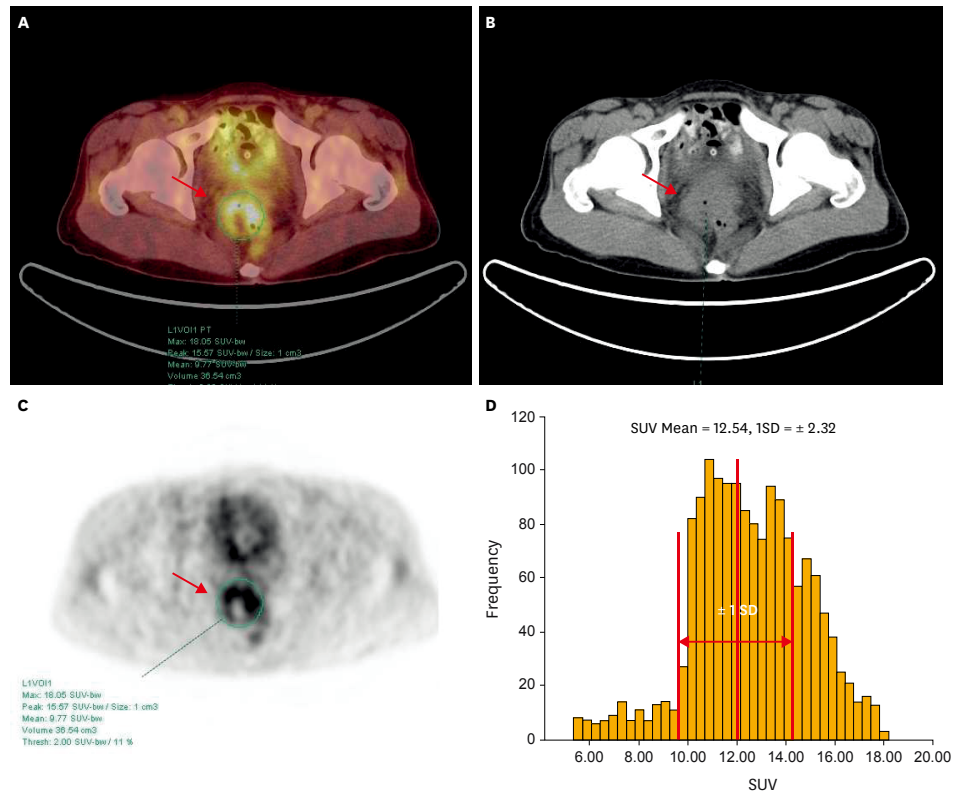 A
B
L1VOI1 PT
Max: 18.05 SUV-bw
Peak: 15.57 SUV-bw / Size: 1 cm3
Mean: 9.77 SUV-bw
Volume 36.54 cm3
C
L1VOI1
Max: 18.05 SUV-bw
Peak: 15.57 SUV-bw / Size: 1 cm3
Mean: 9.77 SUV-bw
Volume 36.54 cm3
Thresh: 2.00 SUV-bw / 11 %
D
SUV Mean = 12.54, 1SD = ± 2.32
Frequency
120
100
80
60
40
20
0
± 1 SD
6.00 8.00 10.00 12.00 14.00 16.00 18.00 20.00
SUV